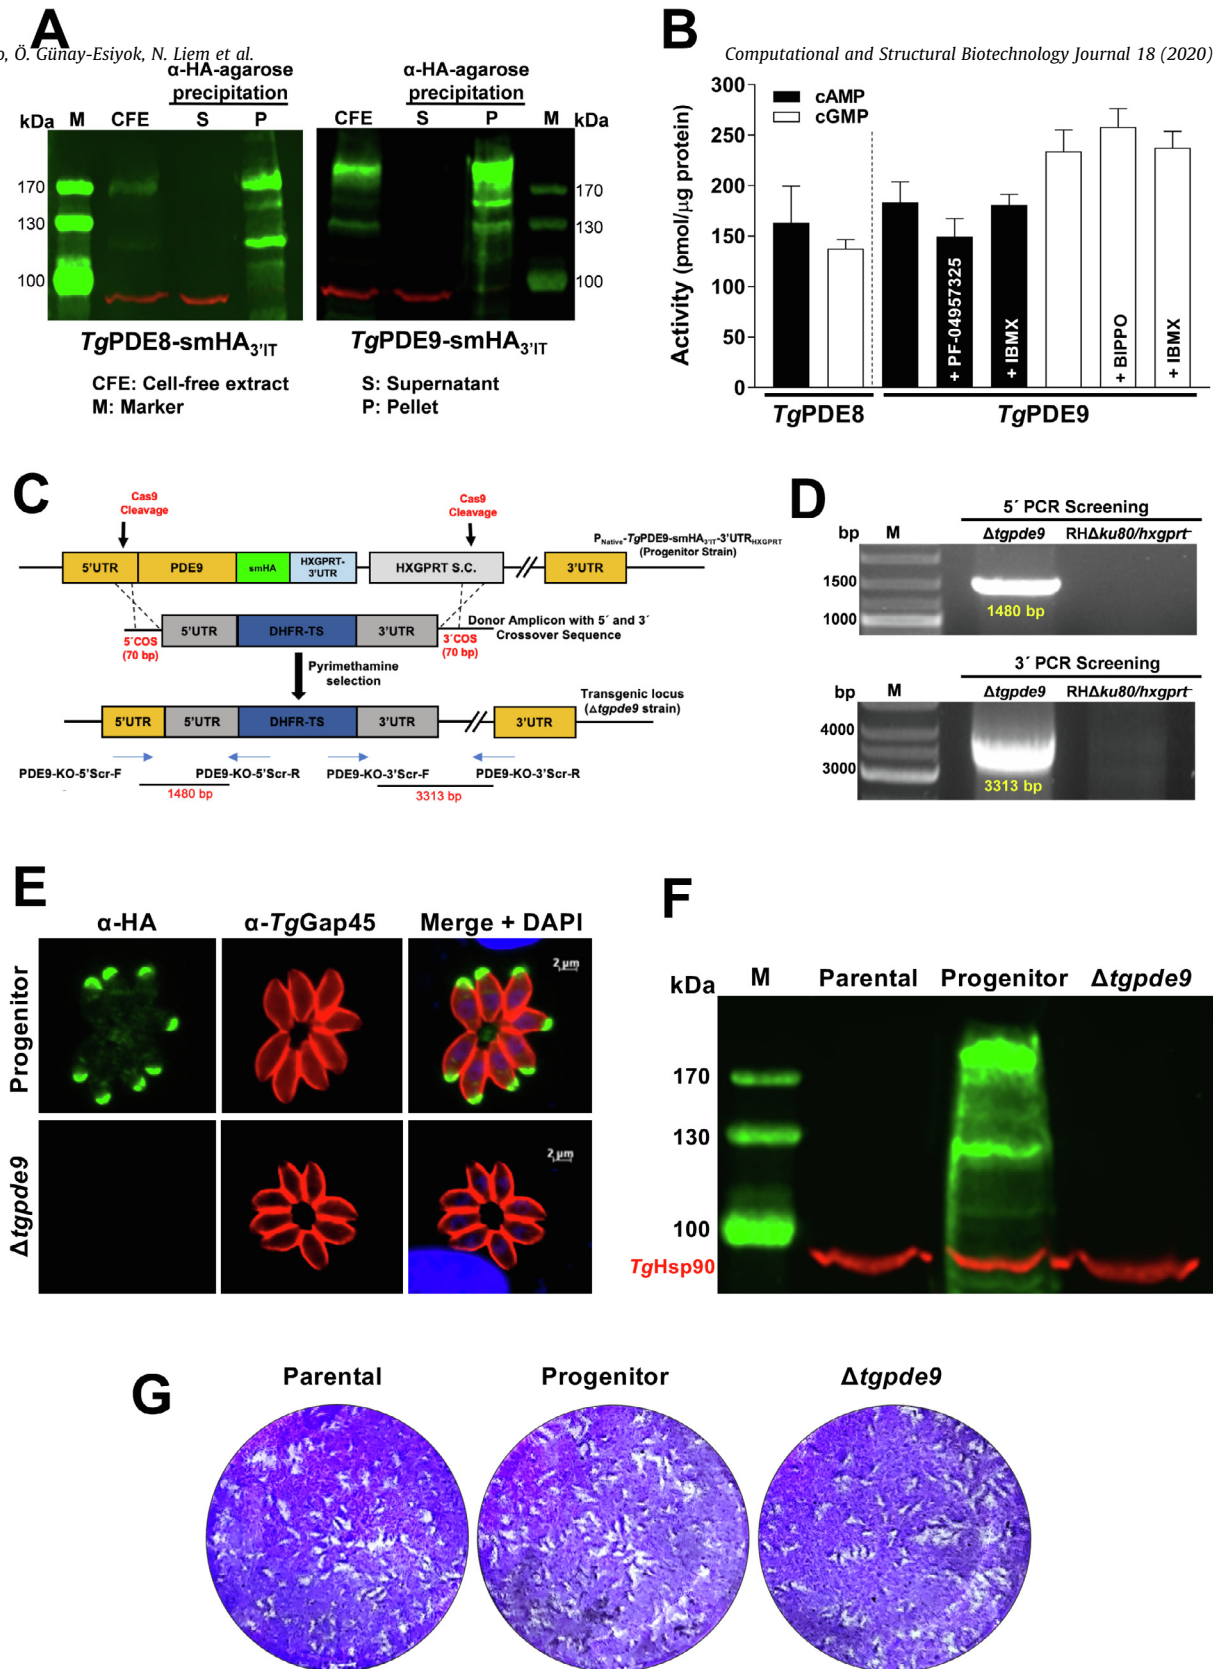 A
o, Ö. Günay-Esiyok, N. Liem et al.
α-HA-agarose precipitation
α-HA-agarose precipitation
kDa M CFE S P
CFE S P M kDa
170
130
100
170
130
100
TgPDE8-smHA3'IT
TgPDE9-smHA3'IT
CFE: Cell-free extract
M: Marker
S: Supernatant
P: Pellet
B
Computational and Structural Biotechnology Journal 18 (2020)
Activity (pmol/µg protein)
300
250
200
150
100
50
0
cAMP
cGMP
+ PF-04957325
+ IBMX
+ BIPPO
+ IBMX
TgPDE8
TgPDE9
C
Cas9
Cleavage
Cas9
Cleavage
PNative-TgPDE9-smHA3'IT-3'UTRHXGPRT
(Progenitor Strain)
5'UTR PDE9 smHA HXGPRT-3'UTR HXGPRT S.C. 3'UTR
5'UTR DHFR-TS 3'UTR
5´COS
(70 bp)
3´COS
(70 bp)
Donor Amplicon with 5´ and 3´
Crossover Sequence
Pyrimethamine
selection
Transgenic locus
(Δtgpde9 strain)
5'UTR 5'UTR DHFR-TS 3'UTR 3'UTR
PDE9-KO-5'Scr-F PDE9-KO-5'Scr-R PDE9-KO-3'Scr-F PDE9-KO-3'Scr-R
1480 bp 3313 bp
D
5´ PCR Screening
bp M Δtgpde9 RHΔku80/hxgprt⁻
1500
1000
1480 bp
3´ PCR Screening
bp M Δtgpde9 RHΔku80/hxgprt⁻
4000
3000
3313 bp
E
α-HA α-TgGap45 Merge + DAPI
Progenitor
2 µm
Δtgpde9
2 µm
F
kDa M Parental Progenitor Δtgpde9
170
130
100
TgHsp90
G
Parental Progenitor Δtgpde9